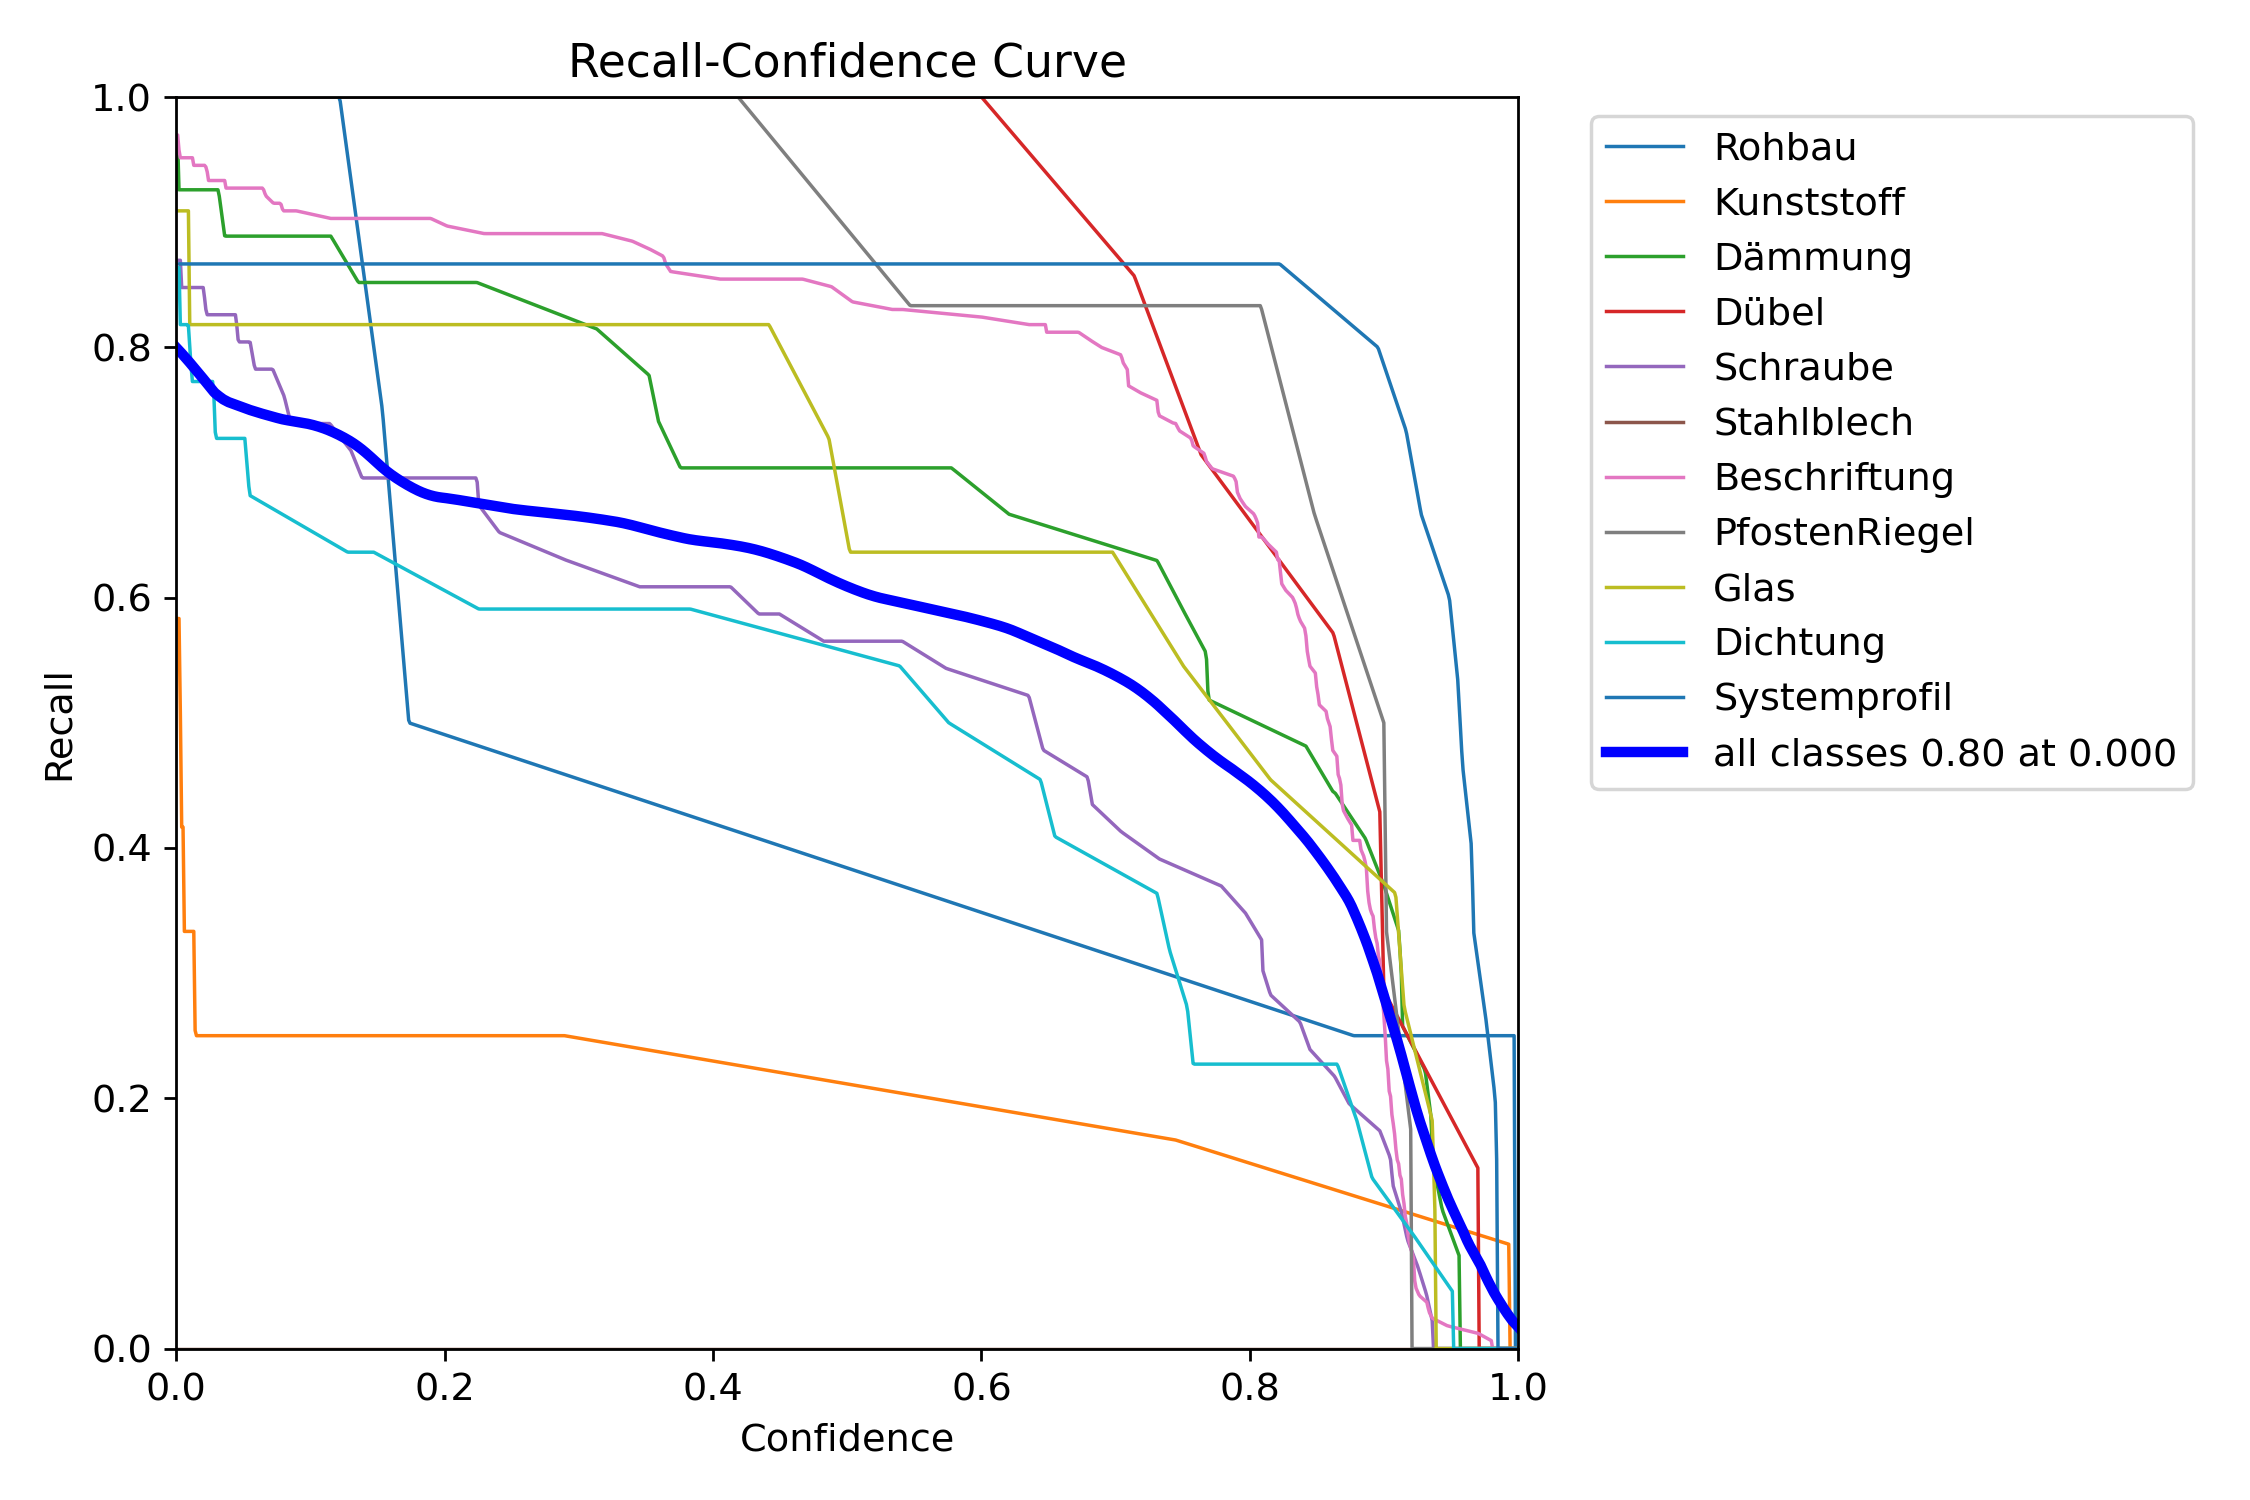 Recall-Confidence Curve
1.0
0.8
0.6
0.4
0.2
0.0
Recall
0.0 0.2 0.4 0.6 0.8 1.0
Confidence
Rohbau
Kunststoff
Dämmung
Dübel
Schraube
Stahlblech
Beschriftung
PfostenRiegel
Glas
Dichtung
Systemprofil
all classes 0.80 at 0.000